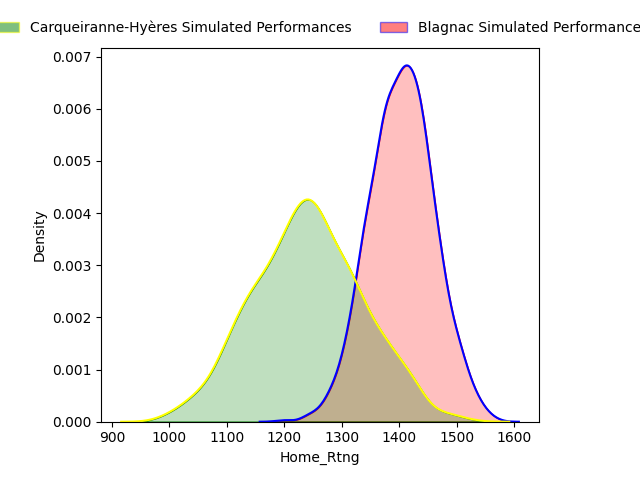 Carqueiranne-Hyères Simulated Performances Blagnac Simulated Performance
0.007
0.006
0.005
0.004
0.003
0.002
0.001
0.000
Density
900 1000 1100 1200 1300 1400 1500 1600
Home_Rtng